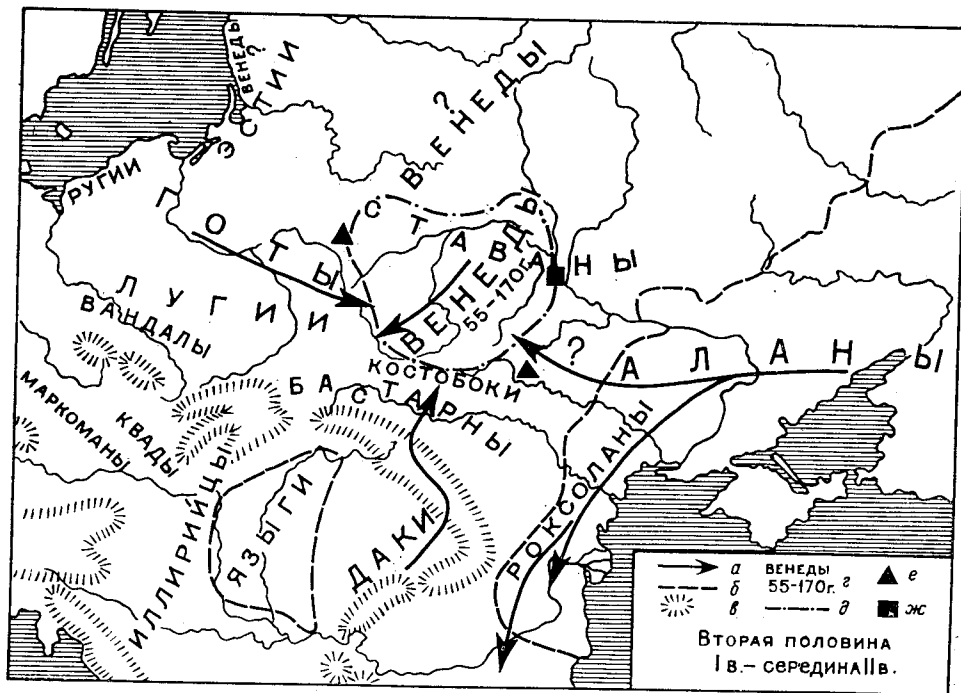 ВЕНЕДЫ
?
ЭСТИИ
ВЕНЕДЫ
?
РУГИИ
ГОТЫ
СТАВАНЫ
ВЕНЕДЫ
55-170г.
ЛУГИИ
ВАНДАЛЫ
КОСТОБОКИ
?
АЛАНЫ
БАСТАРНЫ
МАРКОМАНЫ
КВАДЫ
ИЛЛИРИЙЦЫ
ЯЗЫГИ
ДАКИ
РОКСОЛАНЫ
а ВЕНЕДЫ е
б 55-170г. г
в д ж
ВТОРАЯ ПОЛОВИНА
I в.– СЕРЕДИНА II в.